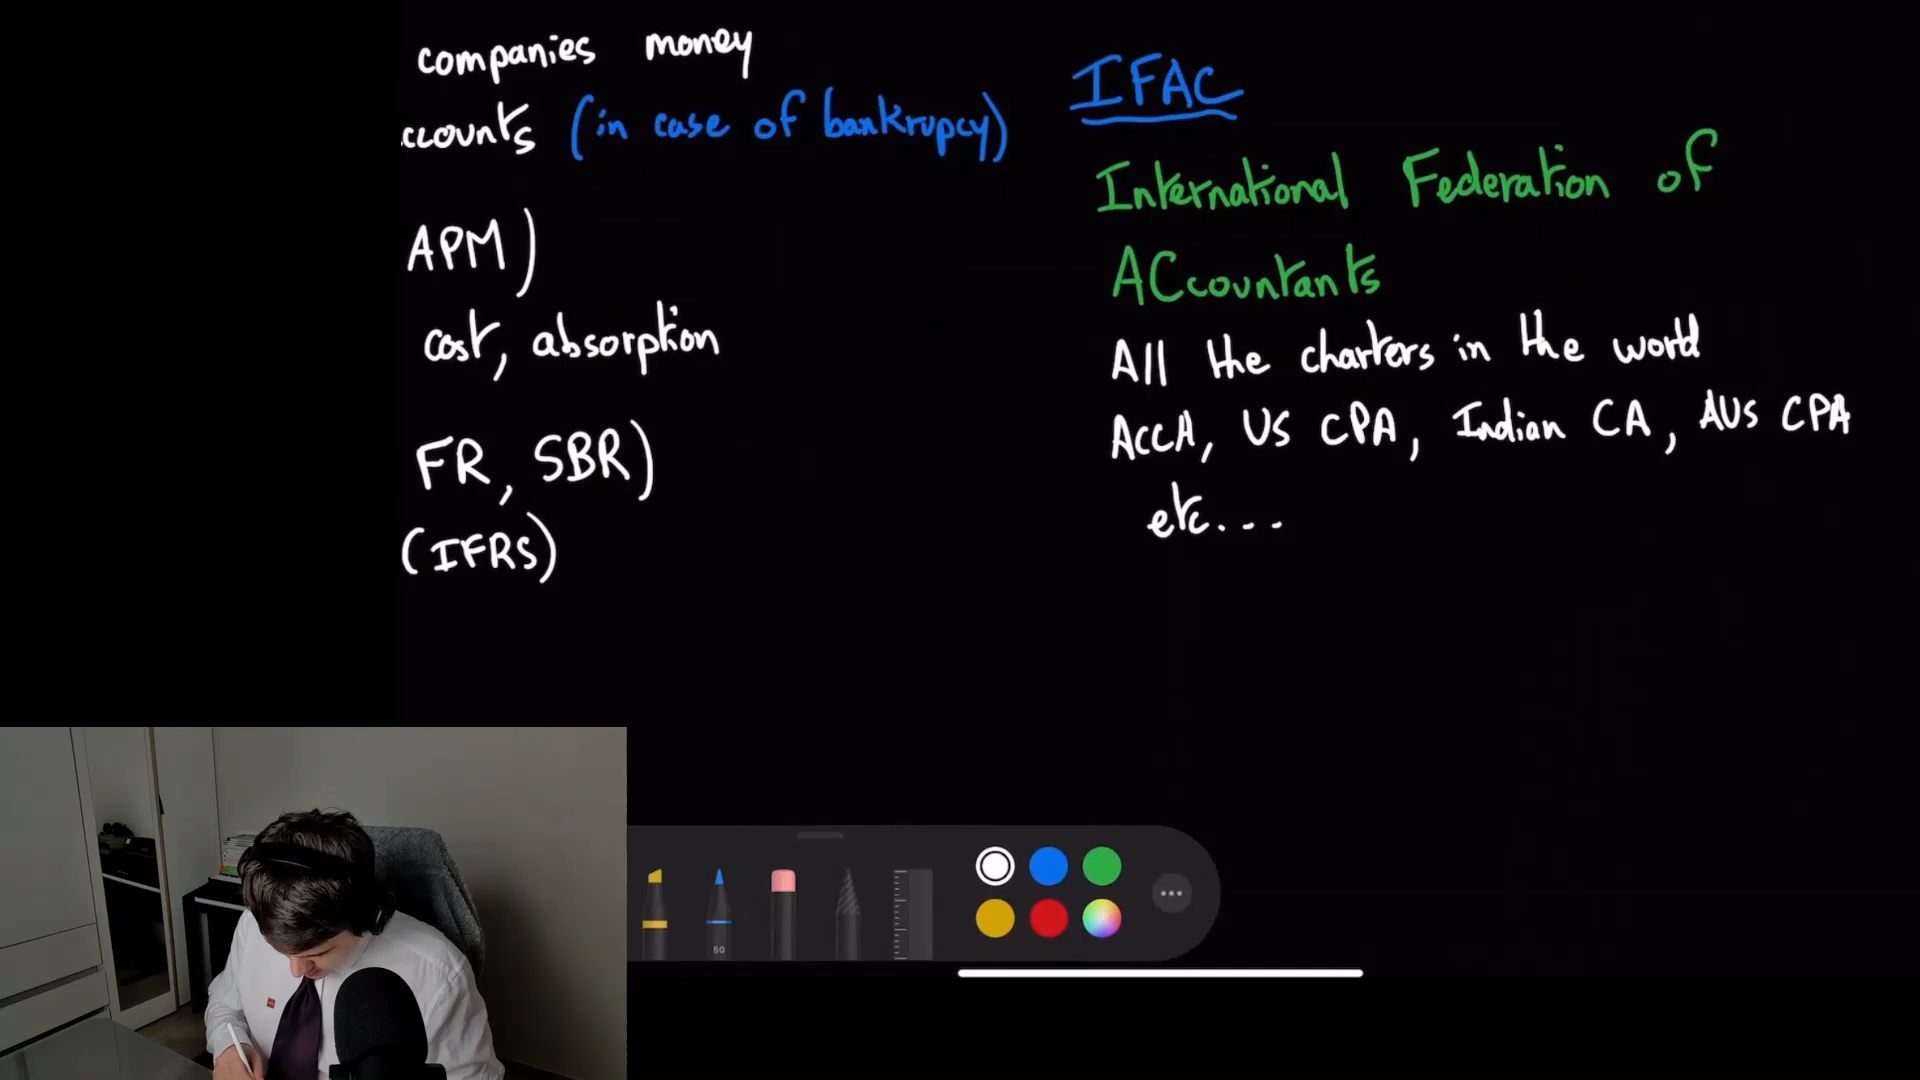 companies money
ccounts (in case of bankrupcy)
APM)
cost, absorption
FR, SBR)
(IFRS)
IFAC
International Federation of
ACcountants
All the charters in the world
ACCA, US CPA, Indian CA, AUS CPA
etc...
50